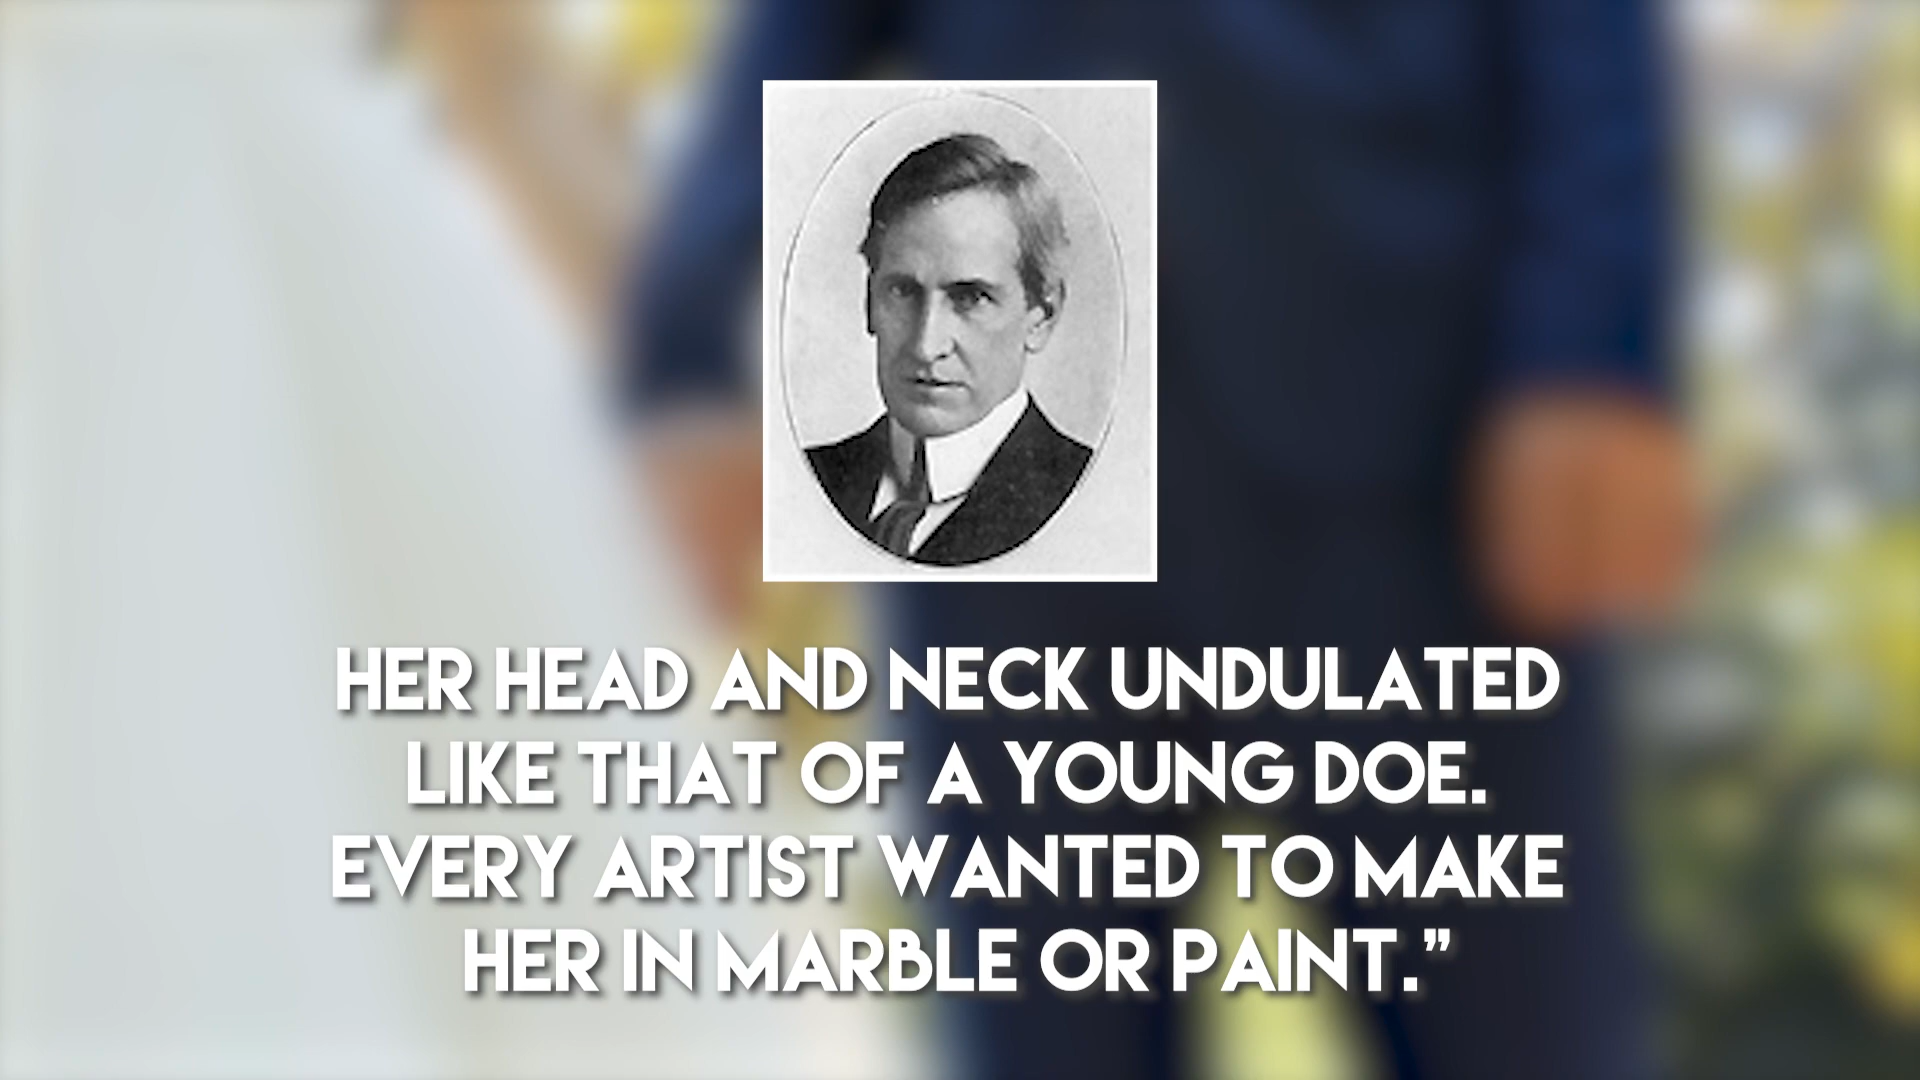 HER HEAD AND NECK UNDULATED
LIKE THAT OF A YOUNG DOE.
EVERY ARTIST WANTED TO MAKE
HER IN MARBLE OR PAINT.”